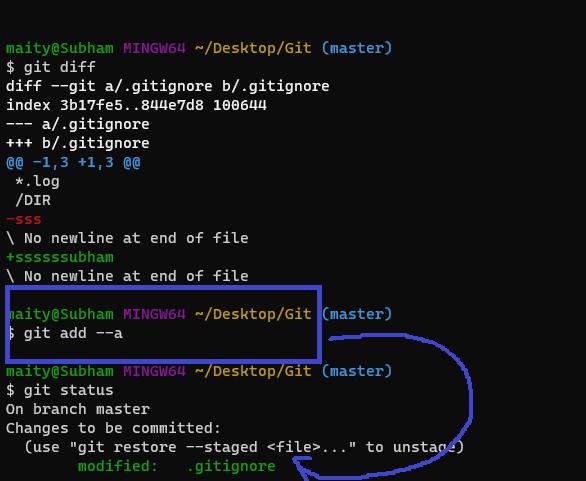 maity@Subham MINGW64 ~/Desktop/Git (master)
$ git diff
diff --git a/.gitignore b/.gitignore
index 3b17fe5..844e7d8 100644
--- a/.gitignore
+++ b/.gitignore
@@ -1,3 +1,3 @@
 *.log
 /DIR
-sss
\ No newline at end of file
+ssssssubham
\ No newline at end of file
maity@Subham MINGW64 ~/Desktop/Git (master)
$ git add --a
maity@Subham MINGW64 ~/Desktop/Git (master)
$ git status
On branch master
Changes to be committed:
  (use "git restore --staged <file>..." to unstage)
        modified:   .gitignore